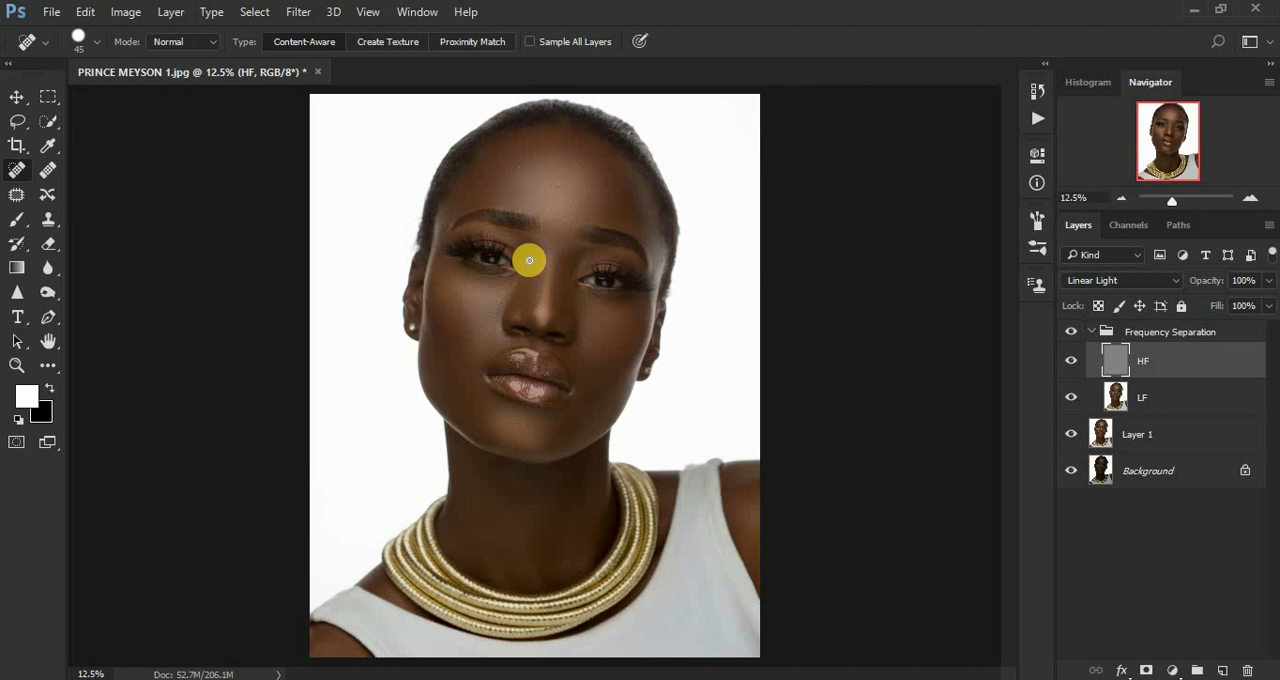 Ps File Edit Image Layer Type Select Filter 3D View Window Help
45 Mode: Normal Type: Content-Aware Create Texture Proximity Match Sample All Layers
PRINCE MEYSON 1.jpg @ 12.5% (HF, RGB/8*) * ×
Histogram Navigator
12.5%
Layers Channels Paths
Kind
Linear Light Opacity: 100%
Lock: Fill: 100%
Frequency Separation
HF
LF
Layer 1
Background
fx
12.5% Doc: 52.7M/206.1M